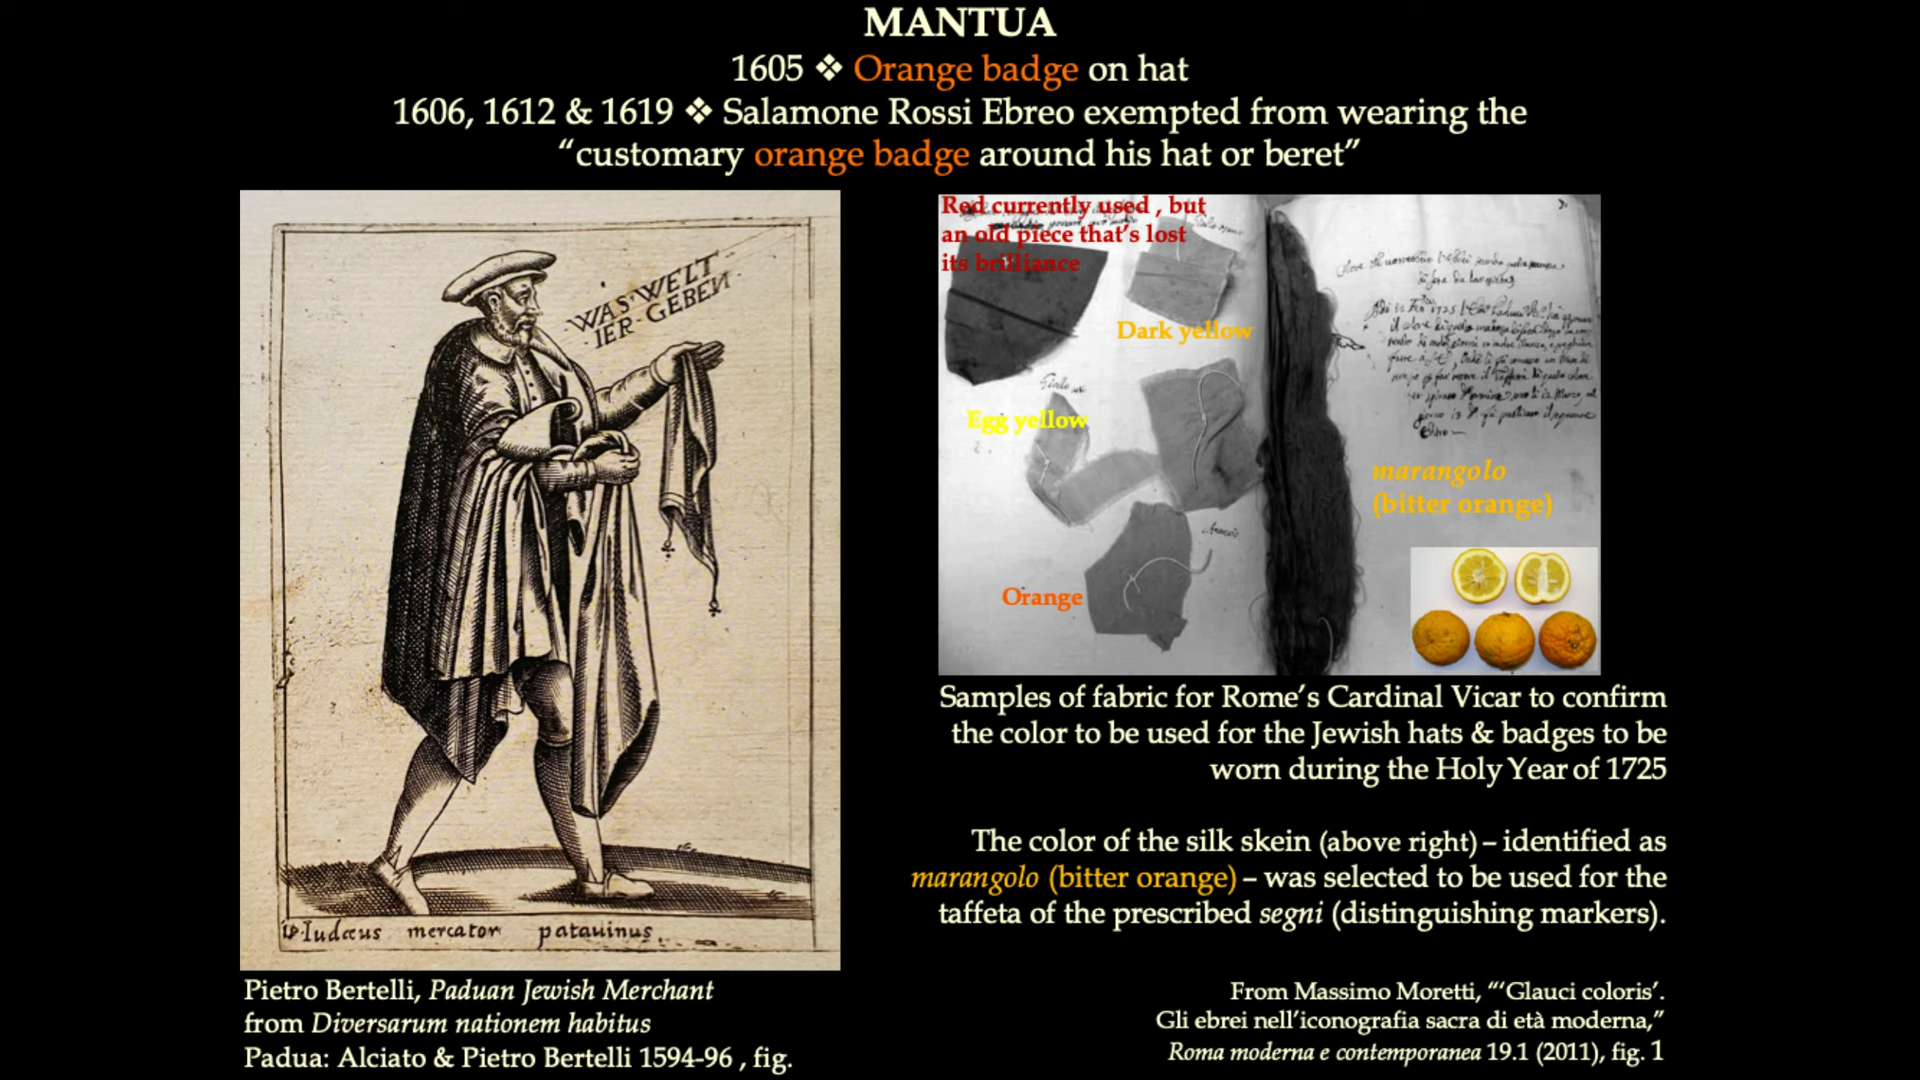 MANTUA
1605 ❖ Orange badge on hat
1606, 1612 & 1619 ❖ Salamone Rossi Ebreo exempted from wearing the
“customary orange badge around his hat or beret”
WAS·WELT
·IER·GEBEN·
Iudæus mercator patauinus
Pietro Bertelli, Paduan Jewish Merchant
from Diversarum nationem habitus
Padua: Alciato & Pietro Bertelli 1594-96 , fig.
Red currently used , but
an old piece that’s lost
its brilliance
Dark yellow
Egg yellow
Orange
marangolo
(bitter orange)
Samples of fabric for Rome’s Cardinal Vicar to confirm
the color to be used for the Jewish hats & badges to be
worn during the Holy Year of 1725
The color of the silk skein (above right) – identified as
marangolo (bitter orange) – was selected to be used for the
taffeta of the prescribed segni (distinguishing markers).
From Massimo Moretti, “‘Glauci coloris’.
Gli ebrei nell’iconografia sacra di età moderna,”
Roma moderna e contemporanea 19.1 (2011), fig. 1